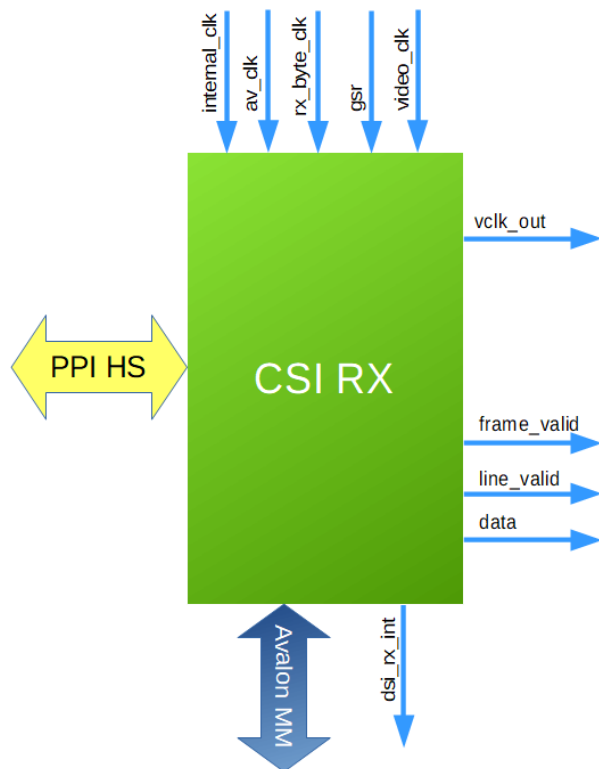 internal_clk
av_clk
rx_byte_clk
gsr
video_clk
vclk_out
PPI HS
CSI RX
frame_valid
line_valid
data
Avalon MM
dsi_rx_int